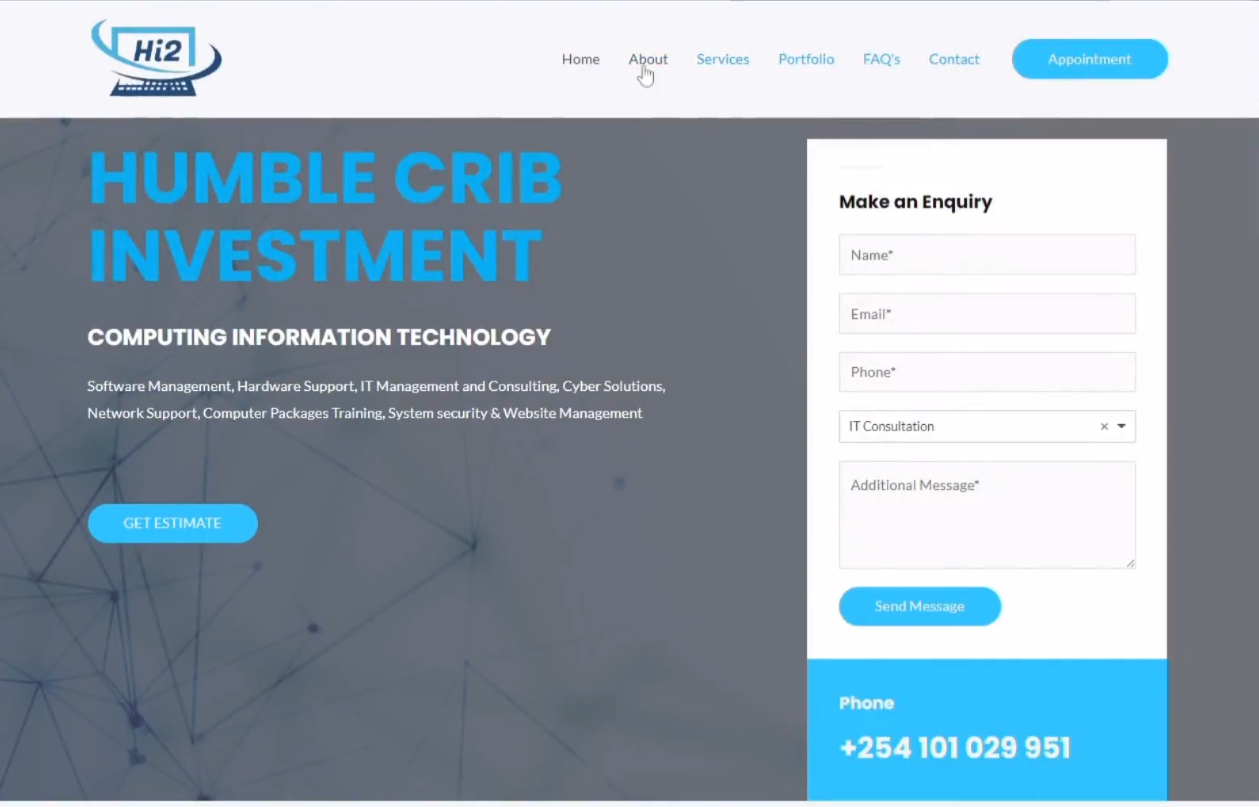 Hi2
Home About Services Portfolio FAQ's Contact Appointment
HUMBLE CRIB
INVESTMENT
COMPUTING INFORMATION TECHNOLOGY
Software Management, Hardware Support, IT Management and Consulting, Cyber Solutions,
Network Support, Computer Packages Training, System security & Website Management
GET ESTIMATE
Make an Enquiry
Name*
Email*
Phone*
IT Consultation ×
Additional Message*
Send Message
Phone
+254 101 029 951